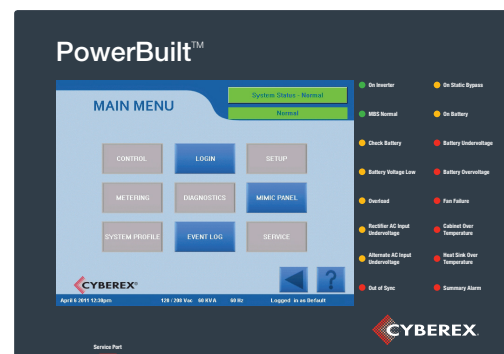 PowerBuilt™
MAIN MENU
System Status - Normal
Normal
CONTROL
LOGIN
SETUP
METERING
DIAGNOSTICS
MIMIC PANEL
SYSTEM PROFILE
EVENT LOG
SERVICE
CYBEREX®
?
April 6 2011 12:30pm
120 / 208 Vac 60 KVA
60 Hz
Logged in as Default
On Inverter
On Static Bypass
MBS Normal
On Battery
Check Battery
Battery Undervoltage
Battery Voltage Low
Battery Overvoltage
Overload
Fan Failure
Rectifier AC Input
Undervoltage
Cabinet Over
Temperature
Alternate AC Input
Undervoltage
Heat Sink Over
Temperature
Out of Sync
Summary Alarm
CYBEREX
Service Port